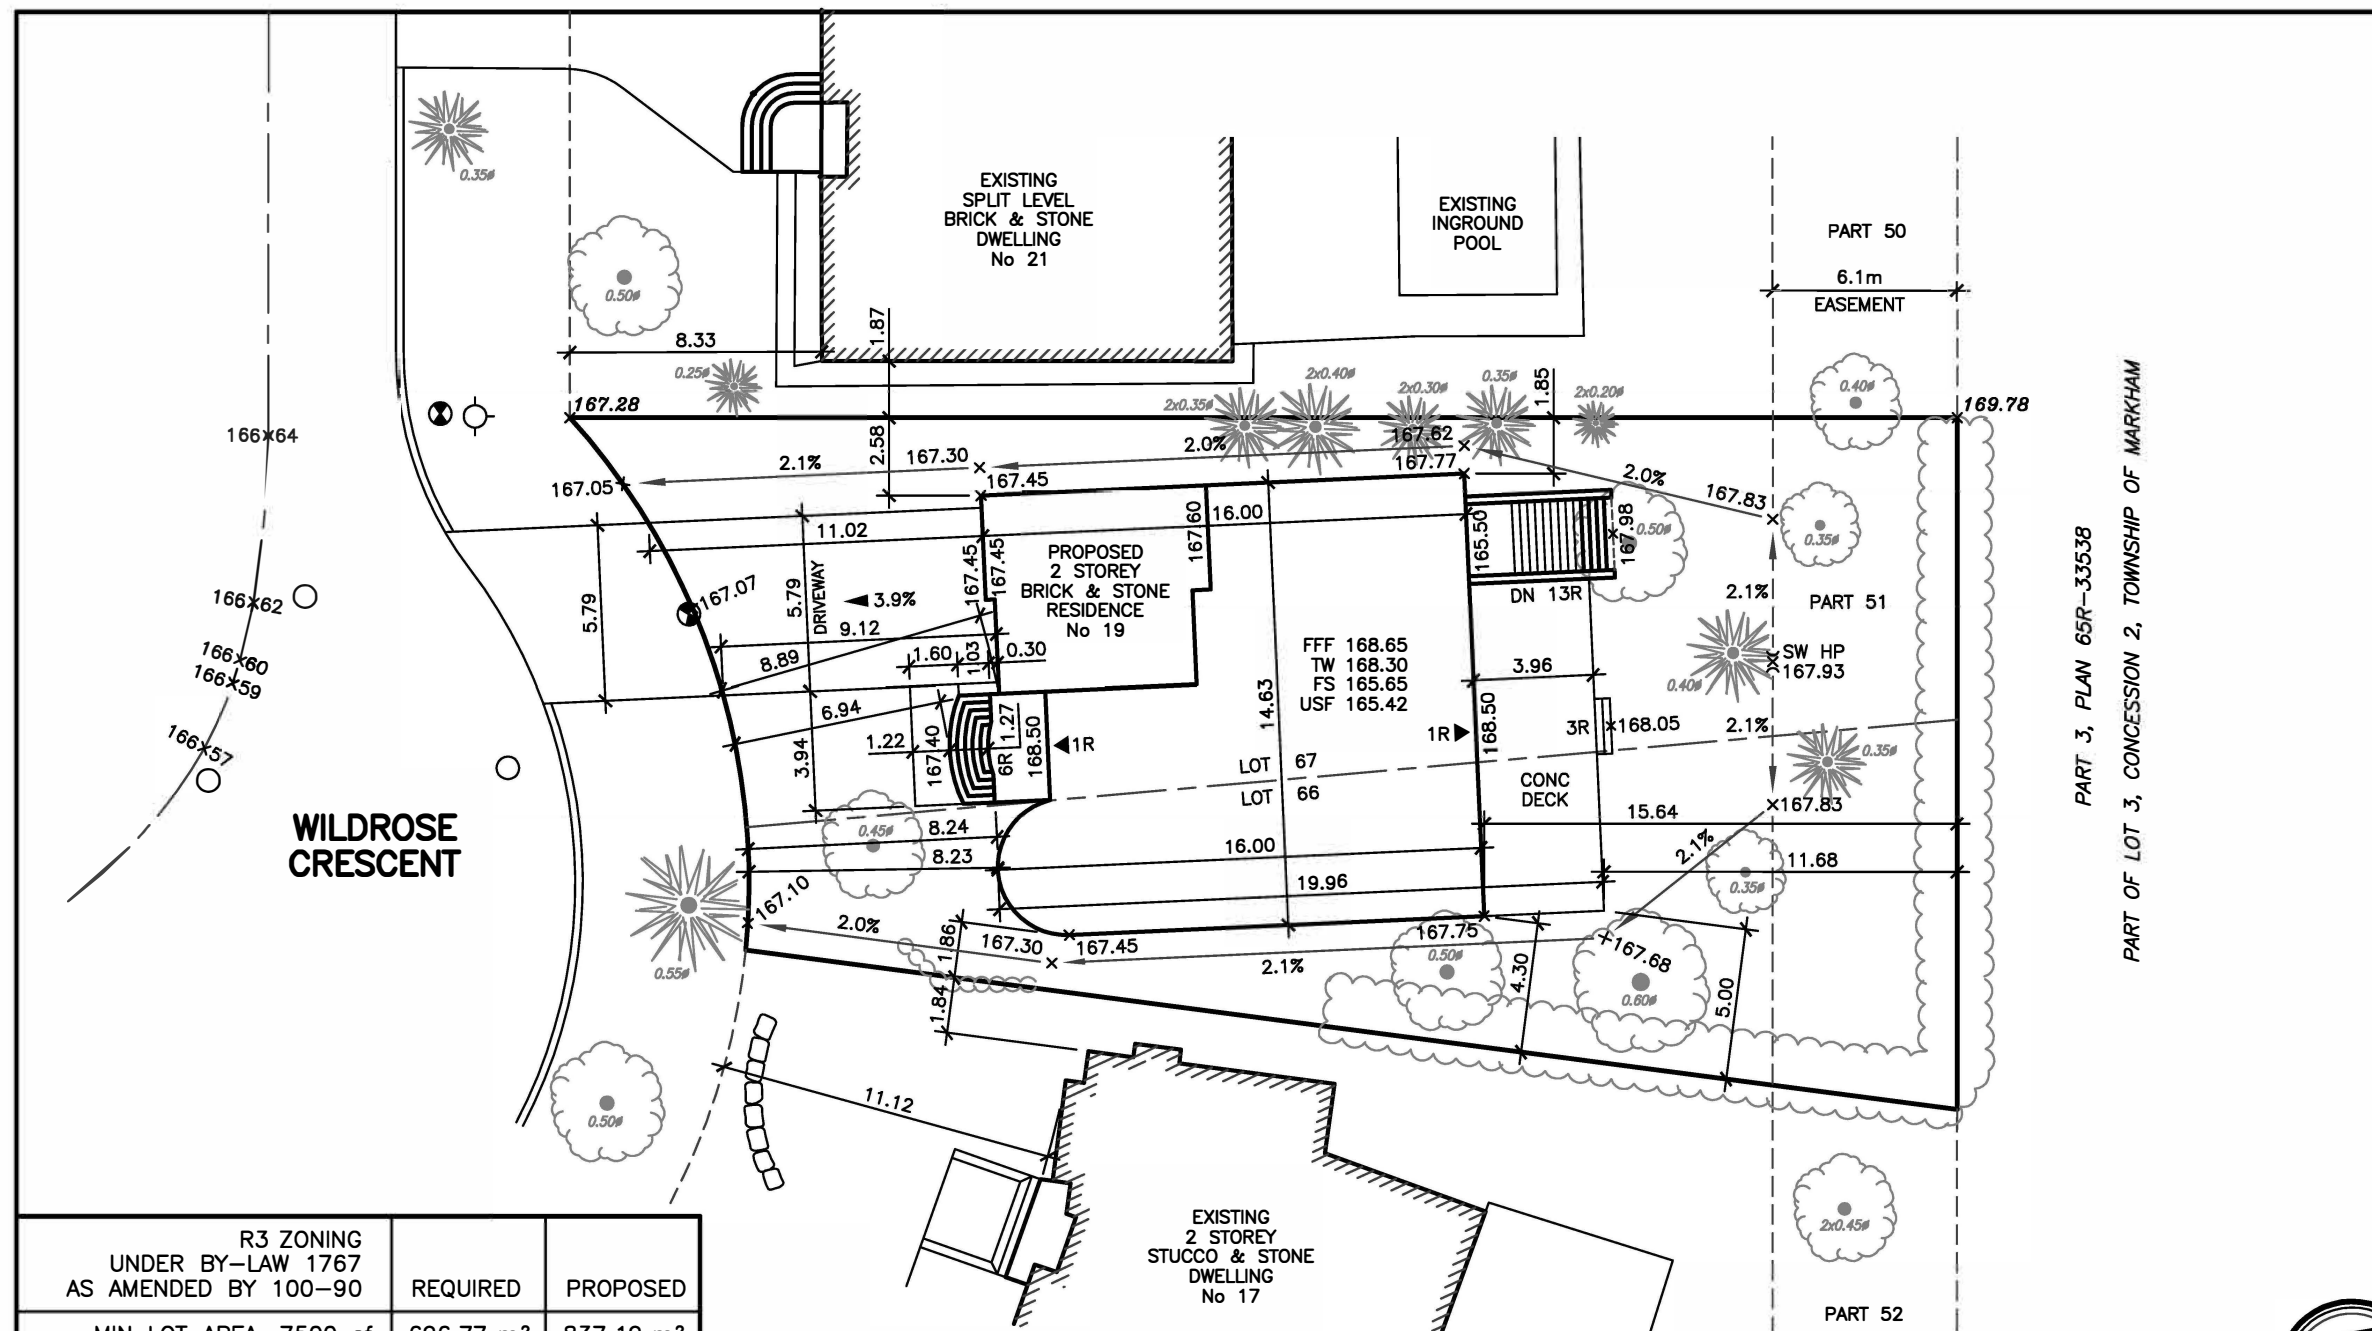 0.35ø
0.50ø
EXISTING
SPLIT LEVEL
BRICK & STONE
DWELLING
No 21
EXISTING
INGROUND
POOL
PART 50
6.1m
EASEMENT
8.33
1.87
0.25ø
2x0.35ø
2x0.40ø
2x0.30ø
0.35ø
2x0.20ø
1.85
0.40ø
167.28
169.78
166x64
2.58
2.1%
167.30
2.0%
167.62
167.77
2.0%
167.83
167.05
167.45
11.02
16.00
167.60
165.50
167.98
0.50ø
0.35ø
5.79
5.79
DRIVEWAY
3.9%
167.45
167.45
PROPOSED
2 STOREY
BRICK & STONE
RESIDENCE
No 19
DN 13R
2.1%
PART 51
166x62
167.07
9.12
8.89
1.60
1.03
0.30
FFF 168.65
TW 168.30
FS 165.65
USF 165.42
3.96
SW HP
167.93
0.40ø
166x60
166x59
166x57
6.94
3.94
1.22
167.40
6R
1.27
168.50
1R
14.63
1R
168.50
3R
168.05
2.1%
0.35ø
LOT 67
LOT 66
CONC
DECK
WILDROSE
CRESCENT
0.45ø
8.24
8.23
16.00
19.96
15.64
167.83
2.1%
11.68
0.35ø
167.10
2.0%
1.86
167.30
167.45
167.75
2.1%
0.50ø
167.68
0.60ø
4.30
5.00
0.55ø
1.84
0.50ø
11.12
EXISTING
2 STOREY
STUCCO & STONE
DWELLING
No 17
2x0.45ø
PART 52
PART 3, PLAN 65R-33538
PART OF LOT 3, CONCESSION 2, TOWNSHIP OF MARKHAM
R3 ZONING
UNDER BY-LAW 1767
AS AMENDED BY 100-90
REQUIRED
PROPOSED
MIN LOT AREA